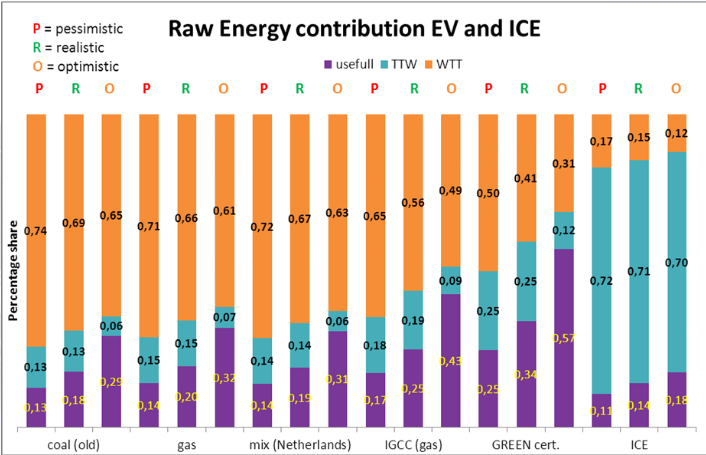 Raw Energy contribution EV and ICE
P = pessimistic
R = realistic
O = optimistic
usefull TTW WTT
P R O P R O P R O P R O P R O P R O
Percentage share
0,74 0,69 0,65 0,71 0,66 0,61 0,72 0,67 0,63 0,65 0,56 0,49 0,50 0,41 0,31 0,17 0,15 0,12
0,13 0,13 0,06 0,15 0,15 0,07 0,14 0,14 0,06 0,18 0,19 0,09 0,25 0,25 0,12 0,72 0,71 0,70
0,13 0,18 0,29 0,14 0,20 0,32 0,14 0,19 0,31 0,17 0,25 0,43 0,25 0,34 0,57 0,11 0,14 0,18
coal (old) gas mix (Netherlands) IGCC (gas) GREEN cert. ICE